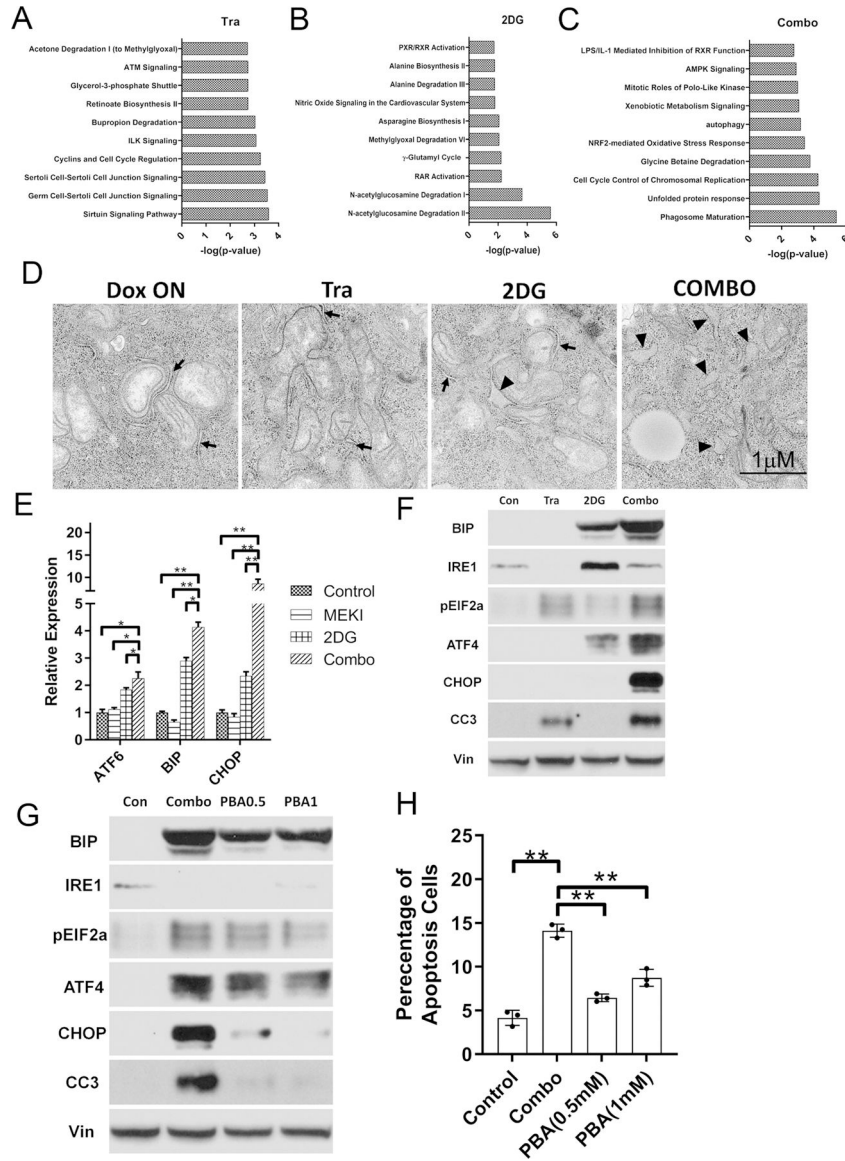 A
Tra
Acetone Degradation I (to Methylglyoxal)
ATM Signaling
Glycerol-3-phosphate Shuttle
Retinoate Biosynthesis II
Bupropion Degradation
ILK Signaling
Cyclins and Cell Cycle Regulation
Sertoli Cell-Sertoli Cell Junction Signaling
Germ Cell-Sertoli Cell Junction Signaling
Sirtuin Signaling Pathway
0 1 2 3 4
-log(p-value)
B
2DG
PXR/RXR Activation
Alanine Biosynthesis II
Alanine Degradation III
Nitric Oxide Signaling in the Cardiovascular System
Asparagine Biosynthesis I
Methylglyoxal Degradation VI
γ-Glutamyl Cycle
RAR Activation
N-acetylglucosamine Degradation I
N-acetylglucosamine Degradation II
0 2 4 6
-log(p-value)
C
Combo
LPS/IL-1 Mediated Inhibition of RXR Function
AMPK Signaling
Mitotic Roles of Polo-Like Kinase
Xenobiotic Metabolism Signaling
autophagy
NRF2-mediated Oxidative Stress Response
Glycine Betaine Degradation
Cell Cycle Control of Chromosomal Replication
Unfolded protein response
Phagosome Maturation
0 2 4 6
-log(p-value)
D
Dox ON Tra 2DG COMBO
1μM
E
Relative Expression
20
15
10
5
4
3
2
1
0
* * *
** ** *
** ** **
ATF6 BIP CHOP
Control
MEKI
2DG
Combo
F
Con Tra 2DG Combo
BIP
IRE1
pEIF2a
ATF4
CHOP
CC3
Vin
G
Con Combo PBA0.5 PBA1
BIP
IRE1
pEIF2a
ATF4
CHOP
CC3
Vin
H
Perecentage of
Apoptosis Cells
25
20
15
10
5
0
** ** **
Control Combo PBA(0.5mM) PBA(1mM)